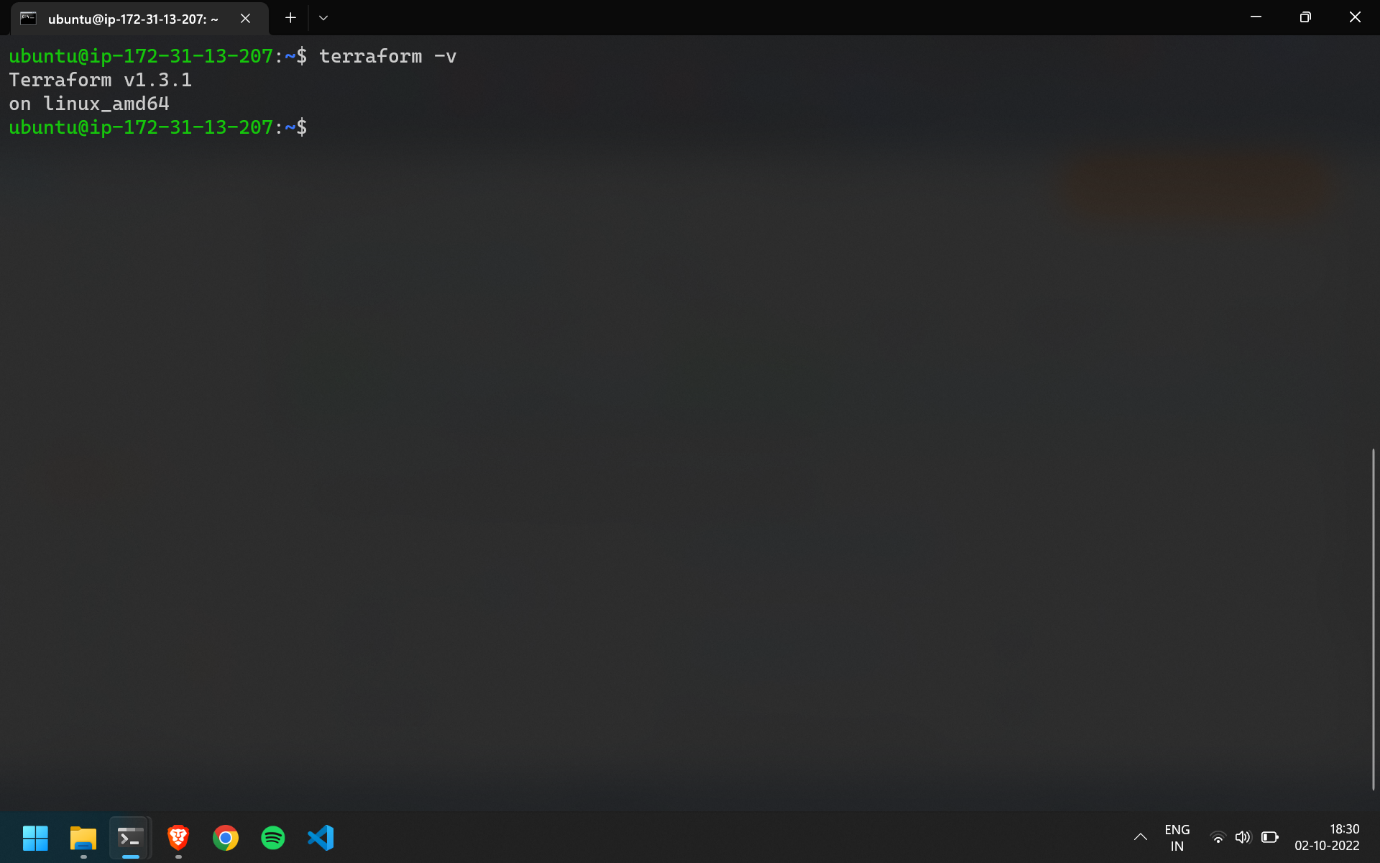 ubuntu@ip-172-31-13-207: ~
ubuntu@ip-172-31-13-207:~$ terraform -v
Terraform v1.3.1
on linux_amd64
ubuntu@ip-172-31-13-207:~$
ENG
IN
18:30
02-10-2022